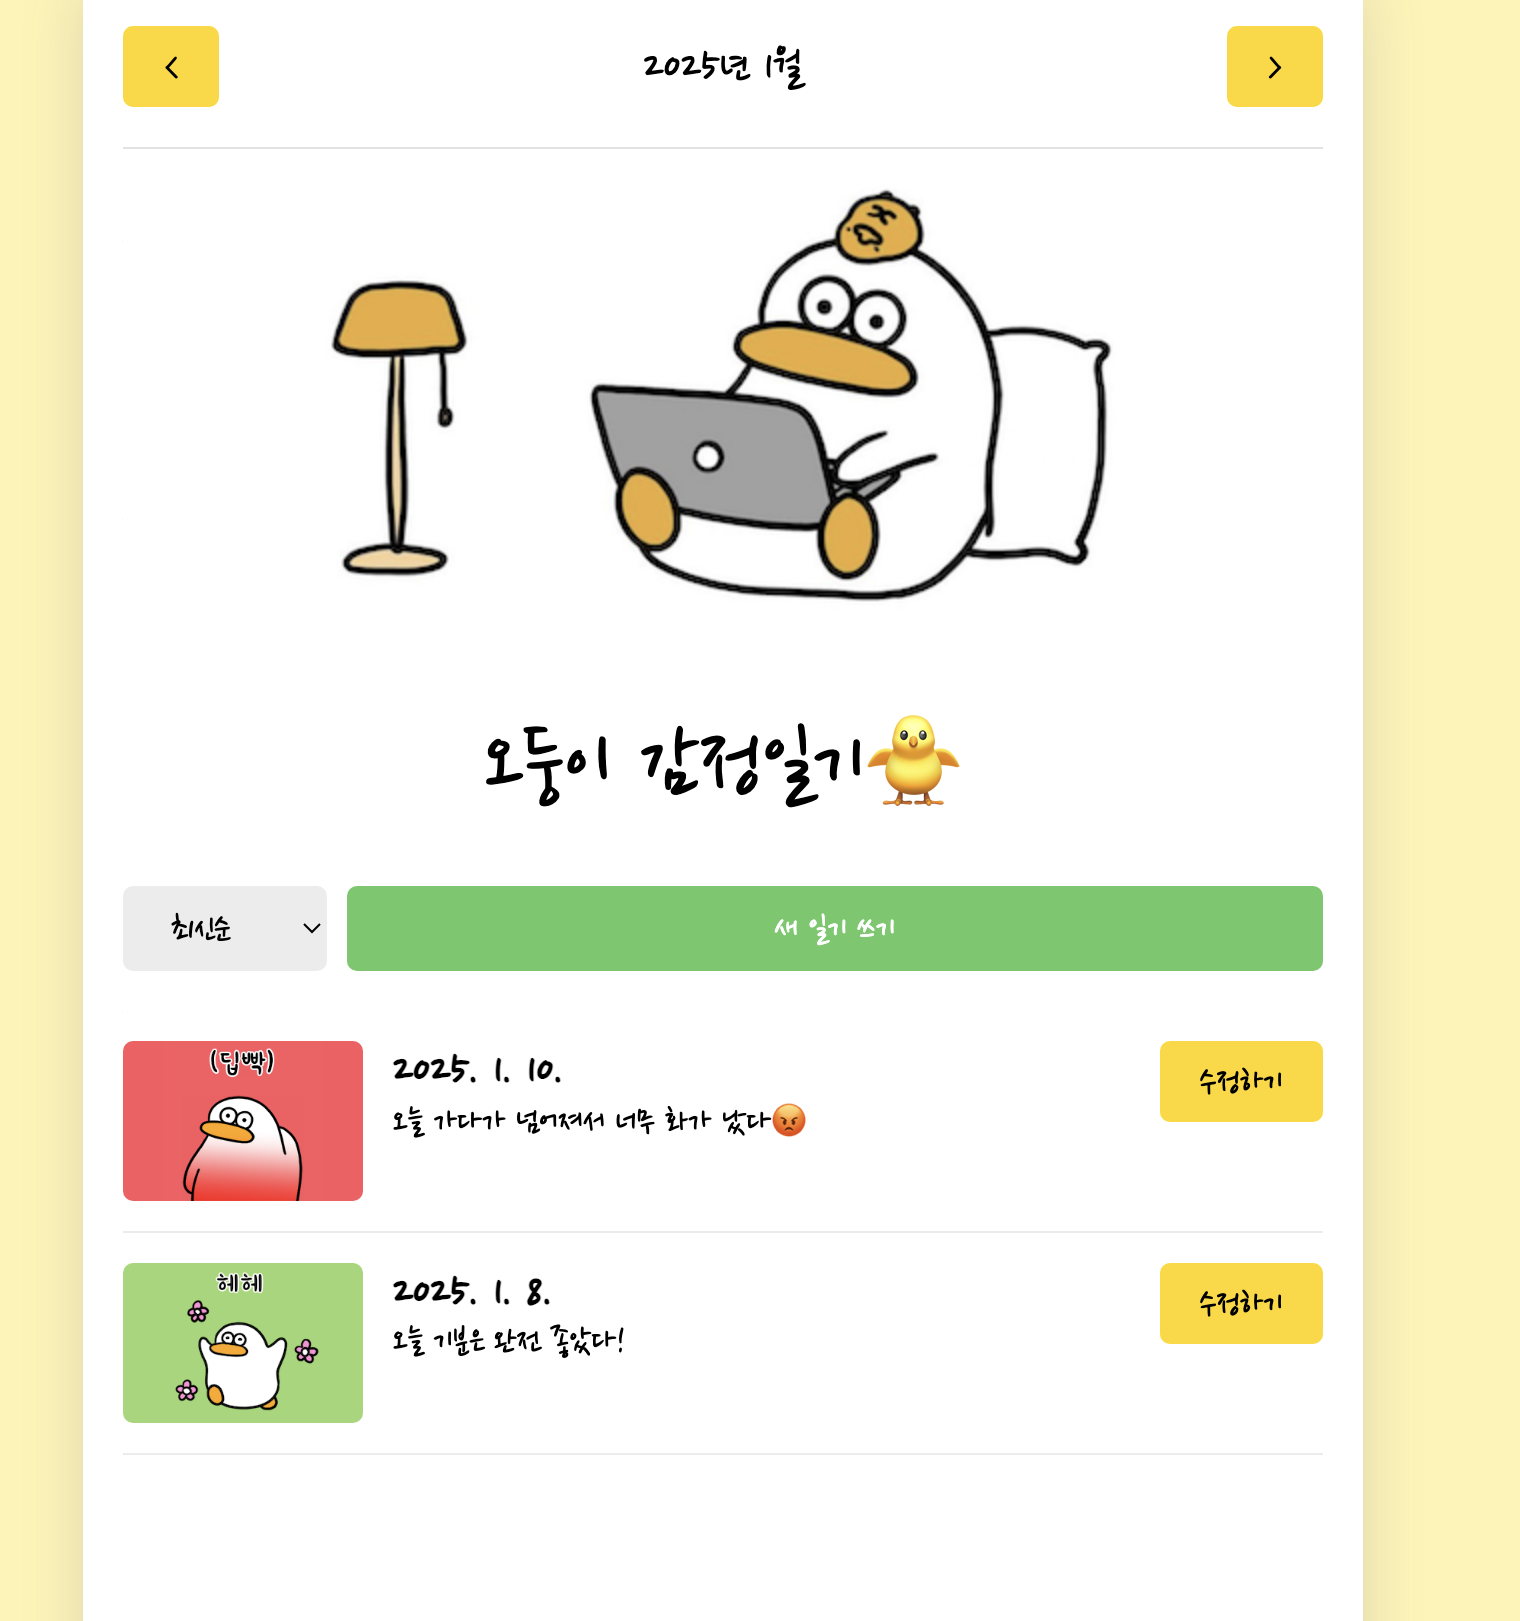 2025년 1월
오둥이 감정일기🐥
최신순
새 일기 쓰기
(딥빡)
2025. 1. 10.
오늘 가다가 넘어져서 너무 화가 났다😡
수정하기
헤헤
2025. 1. 8.
오늘 기분은 완전 좋았다!
수정하기